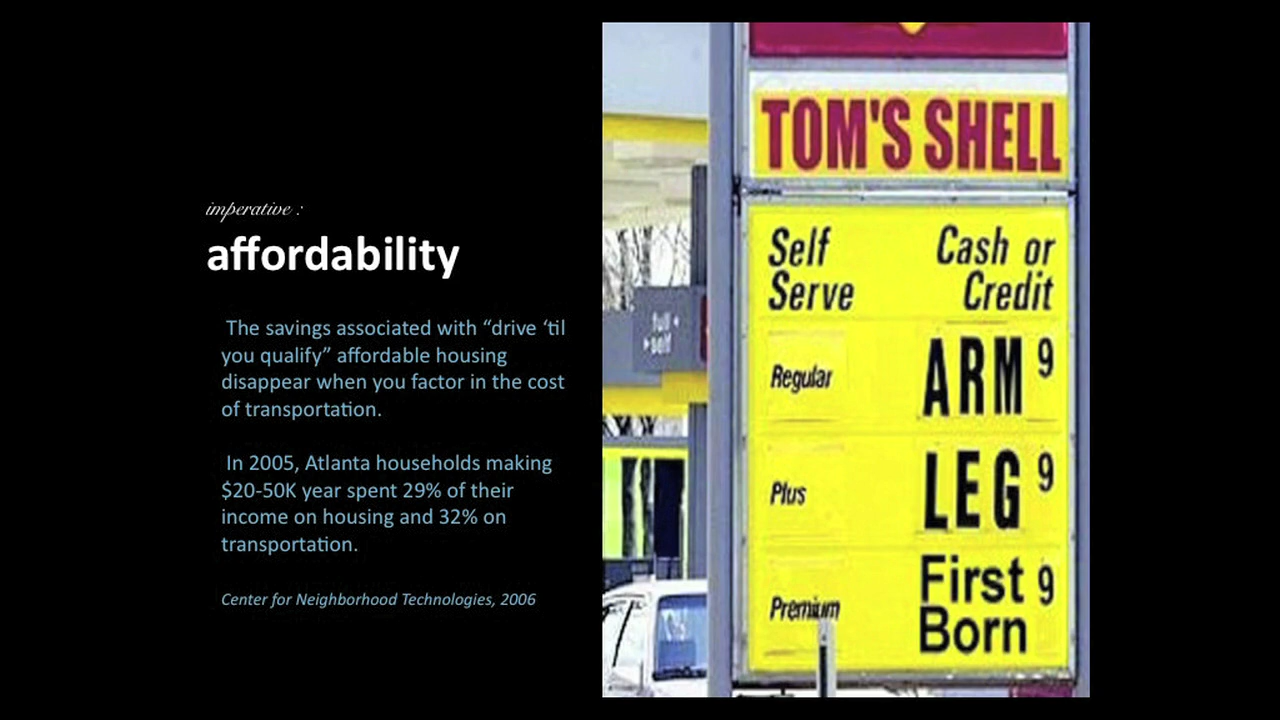 imperative :
affordability
The savings associated with “drive ‘til
you qualify” affordable housing
disappear when you factor in the cost
of transportation.
In 2005, Atlanta households making
$20-50K year spent 29% of their
income on housing and 32% on
transportation.
Center for Neighborhood Technologies, 2006
TOM'S SHELL
Self Cash or
Serve Credit
full
self
Regular ARM 9
Plus LEG 9
Premium First Born 9